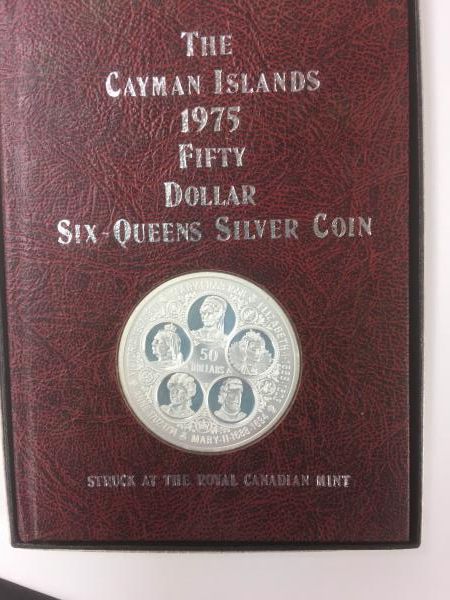 THE
CAYMAN ISLANDS
1975
FIFTY
DOLLAR
SIX-QUEENS SILVER COIN
50
DOLLARS
MARY·II·1688-1694
STRUCK AT THE ROYAL CANADIAN MINT